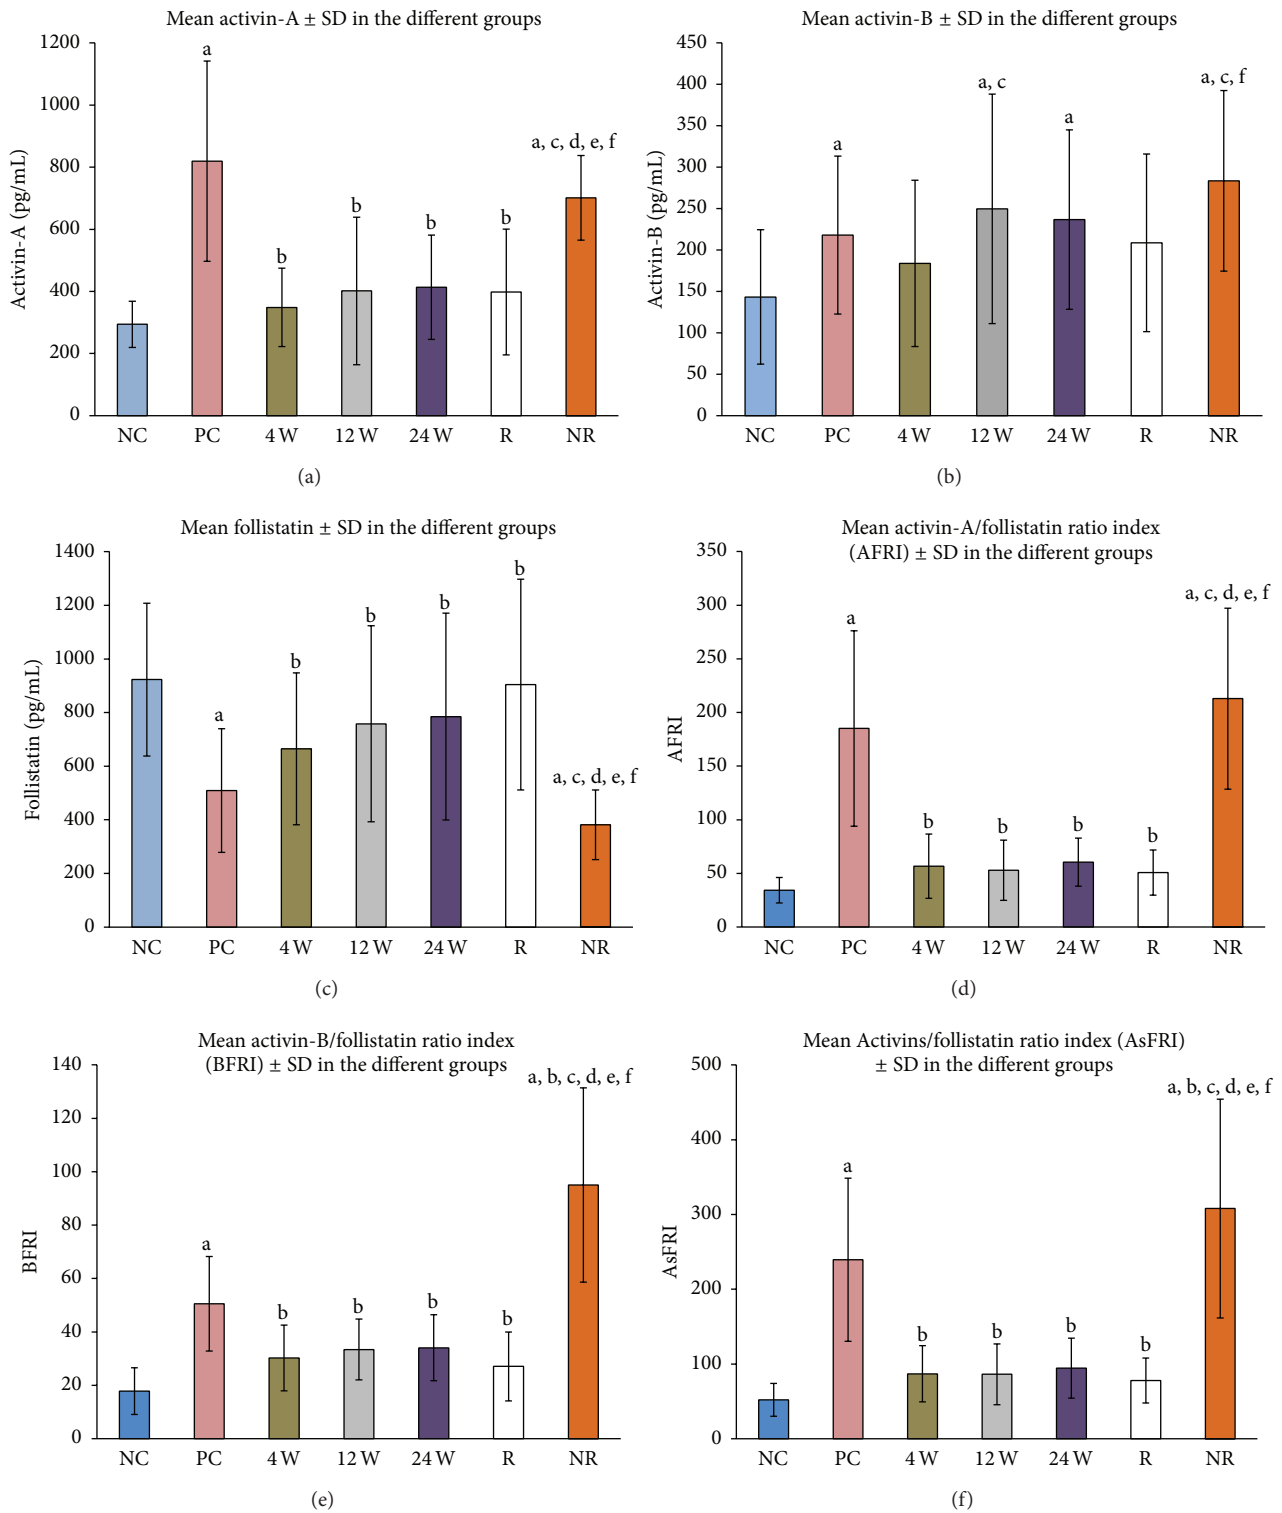 Mean activin-A ± SD in the different groups
Activin-A (pg/mL)
1200
1000
800
600
400
200
0
a
b
b
b
b
a, c, d, e, f
NC PC 4 W 12 W 24 W R NR
(a)
Mean activin-B ± SD in the different groups
Activin-B (pg/mL)
450
400
350
300
250
200
150
100
50
0
a
a, c
a
a, c, f
NC PC 4 W 12 W 24 W R NR
(b)
Mean follistatin ± SD in the different groups
Follistatin (pg/mL)
1400
1200
1000
800
600
400
200
0
a
b
b
b
b
a, c, d, e, f
NC PC 4 W 12 W 24 W R NR
(c)
Mean activin-A/follistatin ratio index
(AFRI) ± SD in the different groups
AFRI
350
300
250
200
150
100
50
0
a
b
b
b
b
a, c, d, e, f
NC PC 4 W 12 W 24 W R NR
(d)
Mean activin-B/follistatin ratio index
(BFRI) ± SD in the different groups
BFRI
140
120
100
80
60
40
20
0
a
b
b
b
b
a, b, c, d, e, f
NC PC 4 W 12 W 24 W R NR
(e)
Mean Activins/follistatin ratio index (AsFRI)
± SD in the different groups
AsFRI
500
400
300
200
100
0
a
b
b
b
b
a, b, c, d, e, f
NC PC 4 W 12 W 24 W R NR
(f)